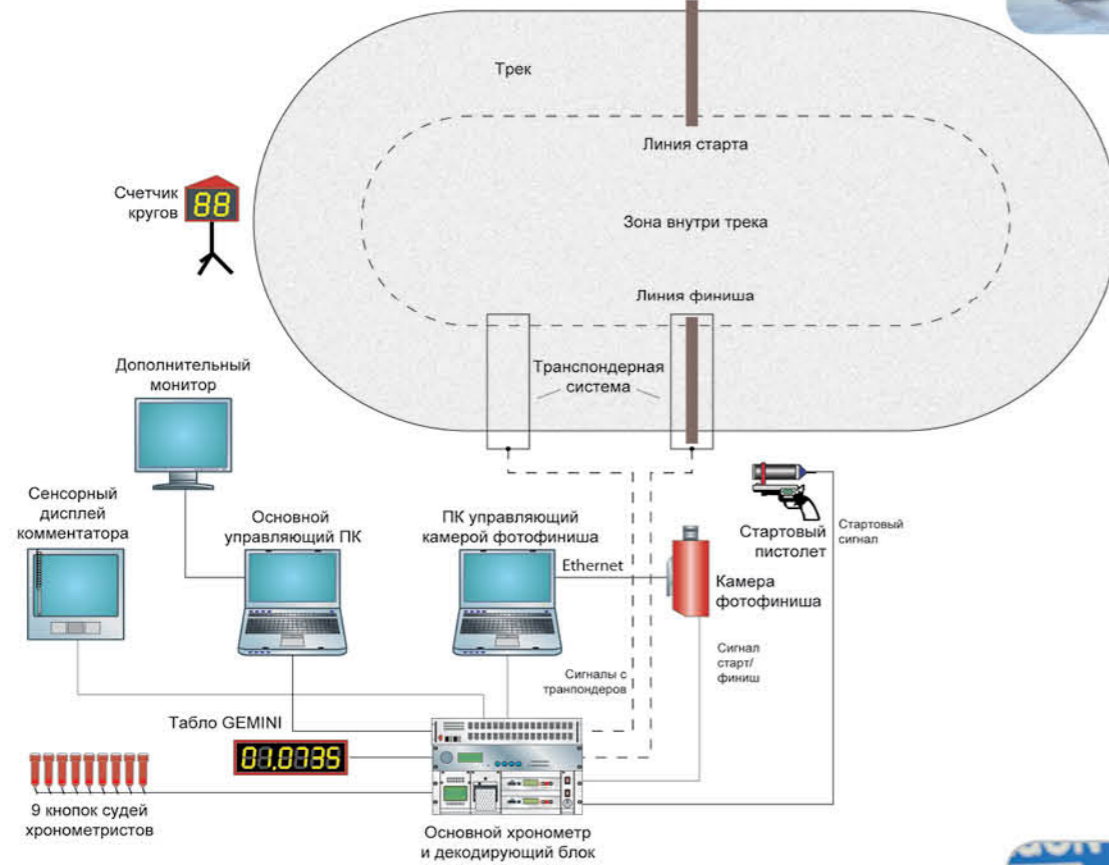 Трек
Линия старта
Счетчик
кругов
88
Зона внутри трека
Линия финиша
Транспондерная
система
Дополнительный
монитор
Сенсорный
дисплей
комментатора
Основной
управляющий ПК
ПК управляющий
камерой фотофиниша
Ethernet
Стартовый
пистолет
Стартовый
сигнал
Камера
фотофиниша
Сигнал
старт/
финиш
Сигналы с
транпондеров
Табло GEMINI
01.0735
9 кнопок судей
хронометристов
Основной хронометр
и декодирующий блок